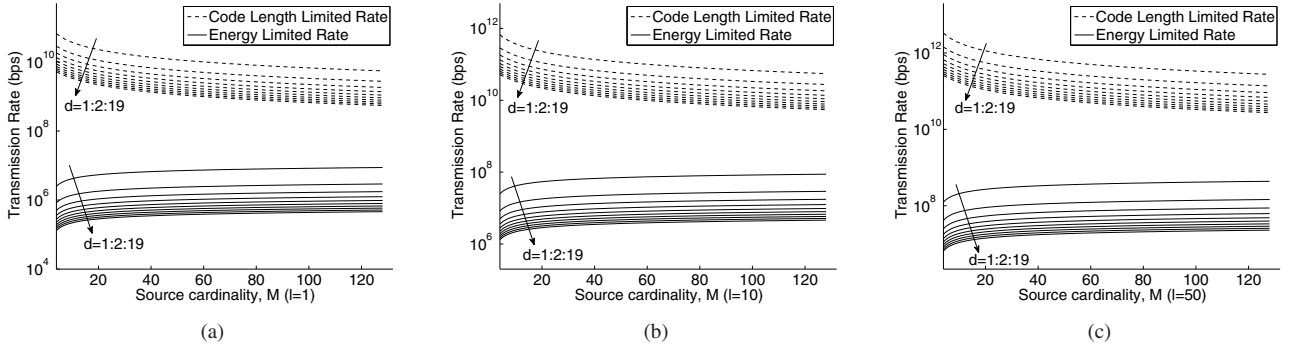 Code Length Limited Rate
Energy Limited Rate
Transmission Rate (bps)
10^10
10^8
10^6
10^4
d=1:2:19
d=1:2:19
20 40 60 80 100 120
Source cardinality, M (l=1)
(a)
Code Length Limited Rate
Energy Limited Rate
Transmission Rate (bps)
10^12
10^10
10^8
10^6
d=1:2:19
d=1:2:19
20 40 60 80 100 120
Source cardinality, M (l=10)
(b)
Code Length Limited Rate
Energy Limited Rate
Transmission Rate (bps)
10^12
10^10
10^8
d=1:2:19
d=1:2:19
20 40 60 80 100 120
Source cardinality, M (l=50)
(c)